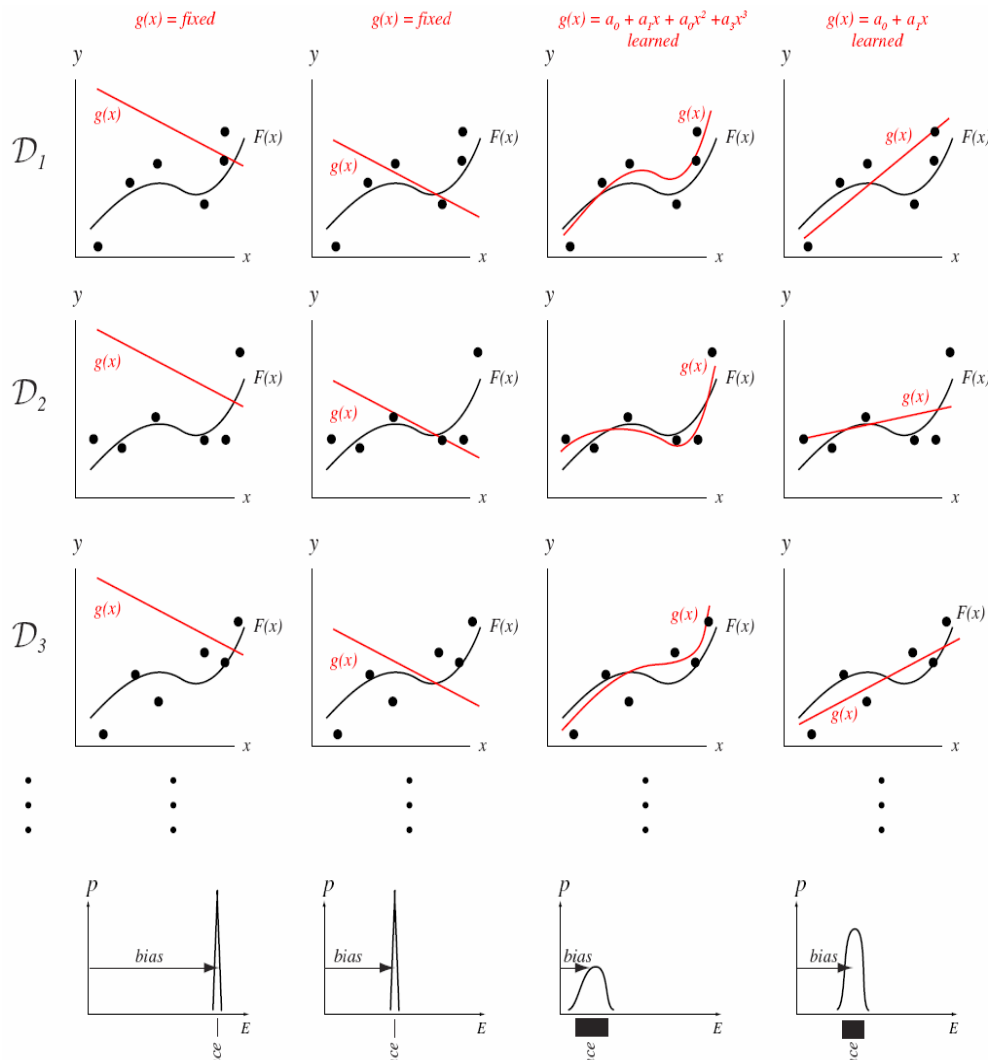 g(x) = fixed
g(x) = fixed
g(x) = a0 + a1x + a0x² +a3x³
learned
g(x) = a0 + a1x
learned
D1
y
g(x)
F(x)
x
y
g(x)
F(x)
x
y
g(x)
F(x)
x
y
g(x)
F(x)
x
D2
y
g(x)
F(x)
x
y
g(x)
F(x)
x
y
g(x)
F(x)
x
y
g(x)
F(x)
x
D3
y
g(x)
F(x)
x
y
g(x)
F(x)
x
y
g(x)
F(x)
x
y
g(x)
F(x)
x
p
bias
E
p
bias
E
p
bias
E
p
bias
E